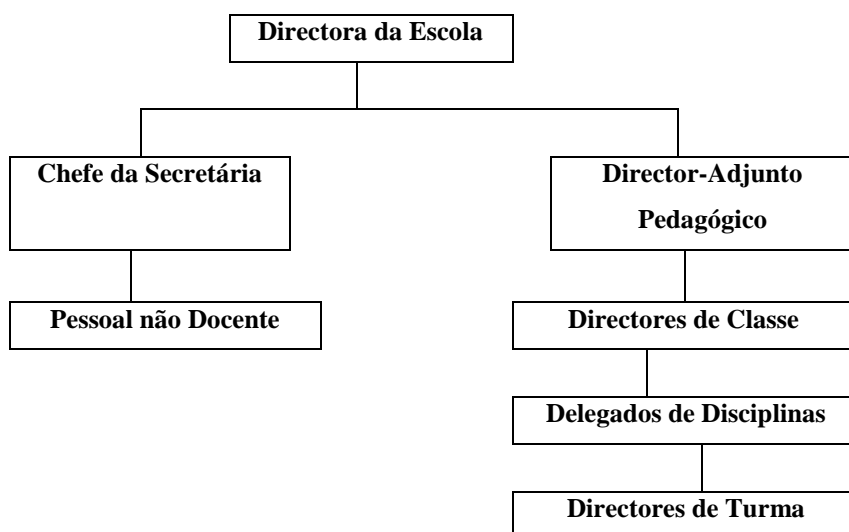 Directora da Escola
Chefe da Secretária
Director-Adjunto
Pedagógico
Pessoal não Docente
Directores de Classe
Delegados de Disciplinas
Directores de Turma